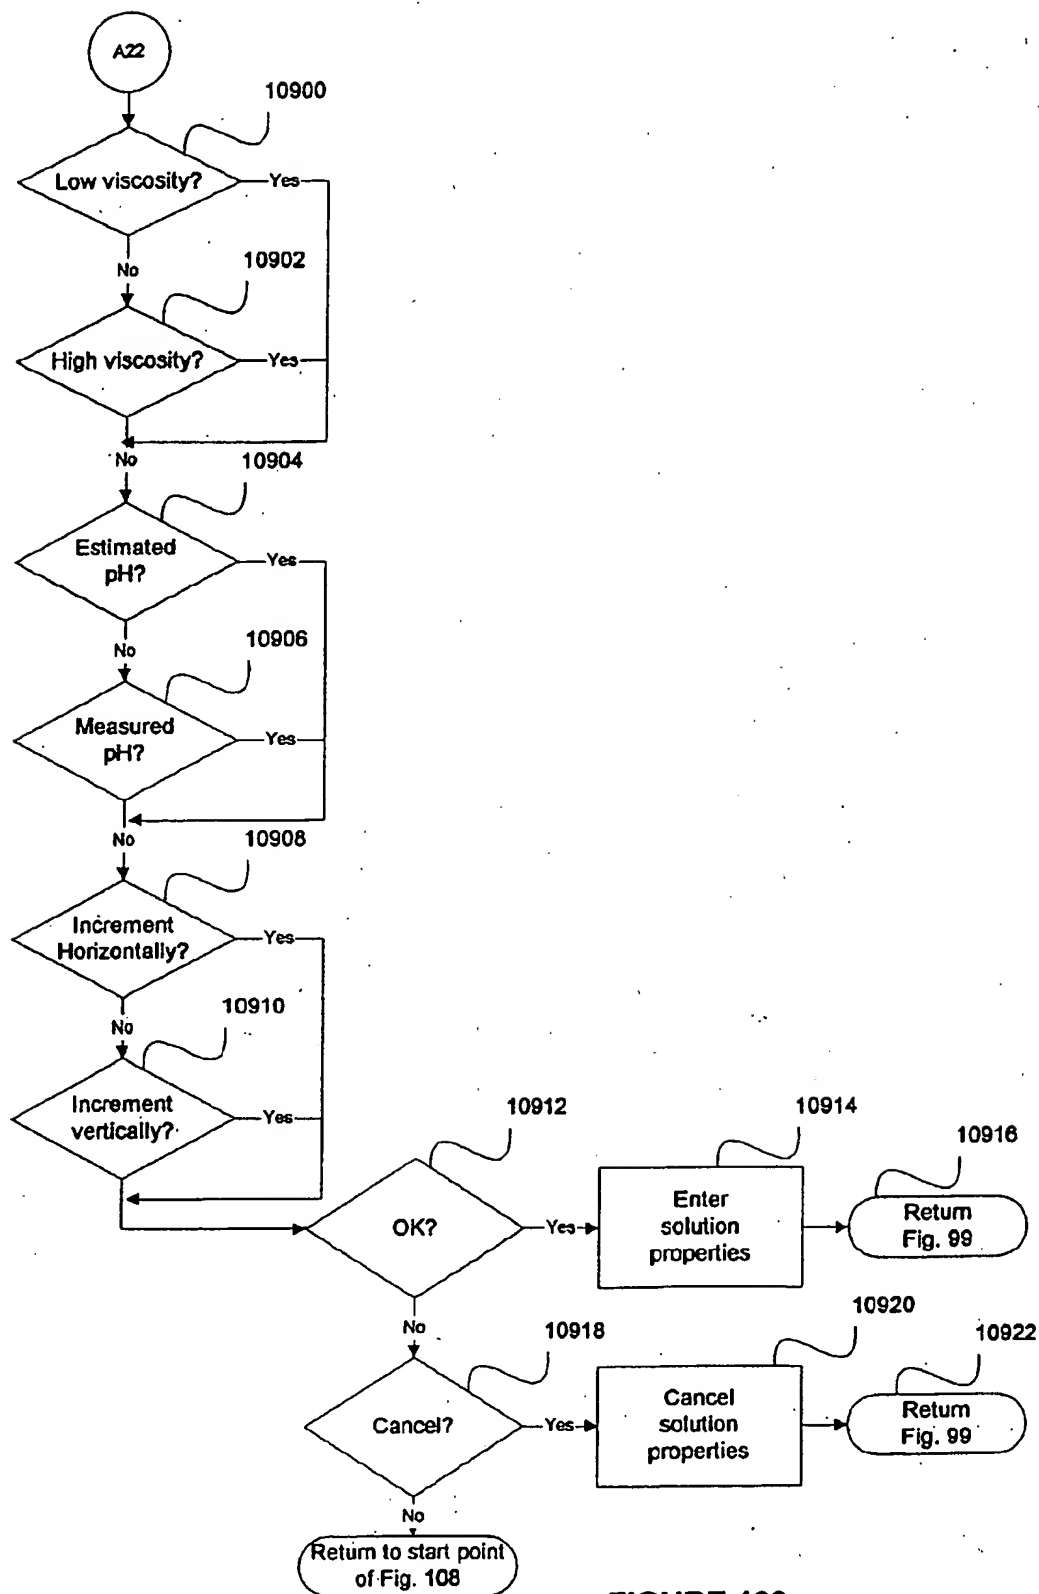 A22
10900
Low viscosity?
Yes
No
10902
High viscosity?
Yes
No
10904
Estimated
pH?
Yes
No
10906
Measured
pH?
Yes
No
10908
Increment
Horizontally?
Yes
No
10910
Increment
vertically?
Yes
10912
OK?
Yes
10914
Enter
solution
properties
10916
Return
Fig. 99
No
10918
Cancel?
Yes
10920
Cancel
solution
properties
10922
Return
Fig. 99
No
Return to start point
of Fig. 108